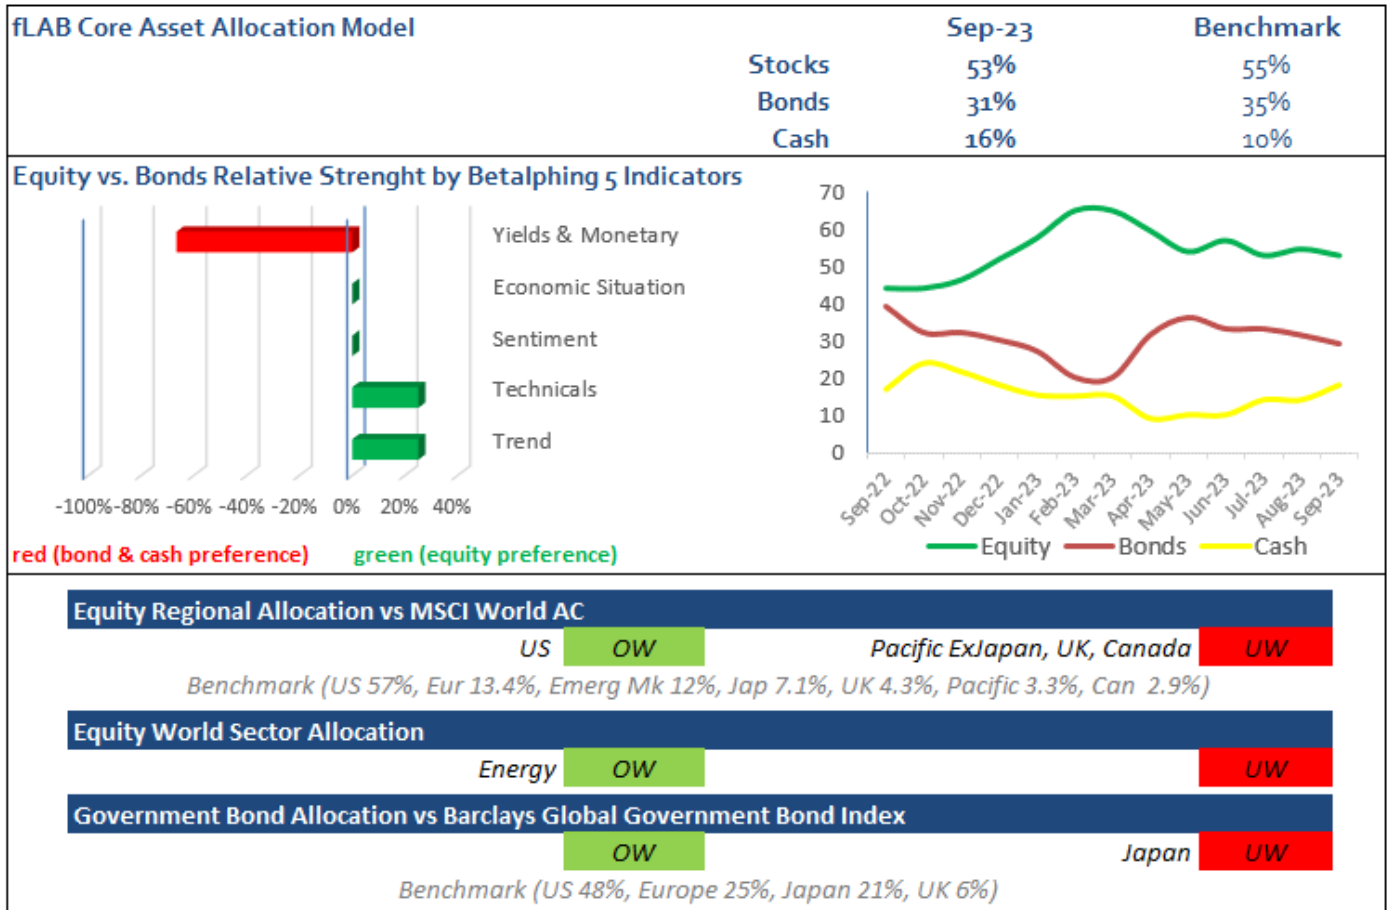 fLAB Core Asset Allocation Model Sep-23 Benchmark
Stocks 53% 55%
Bonds 31% 35%
Cash 16% 10%
Equity vs. Bonds Relative Strenght by Betalphing 5 Indicators
Yields & Monetary
Economic Situation
Sentiment
Technicals
Trend
-100% -80% -60% -40% -20% 0% 20% 40%
red (bond & cash preference) green (equity preference)
70
60
50
40
30
20
10
0
Sep-22 Oct-22 Nov-22 Dec-22 Jan-23 Feb-23 Mar-23 Apr-23 May-23 Jun-23 Jul-23 Aug-23 Sep-23
Equity Bonds Cash
Equity Regional Allocation vs MSCI World AC
US OW Pacific ExJapan, UK, Canada UW
Benchmark (US 57%, Eur 13.4%, Emerg Mk 12%, Jap 7.1%, UK 4.3%, Pacific 3.3%, Can 2.9%)
Equity World Sector Allocation
Energy OW UW
Government Bond Allocation vs Barclays Global Government Bond Index
OW Japan UW
Benchmark (US 48%, Europe 25%, Japan 21%, UK 6%)